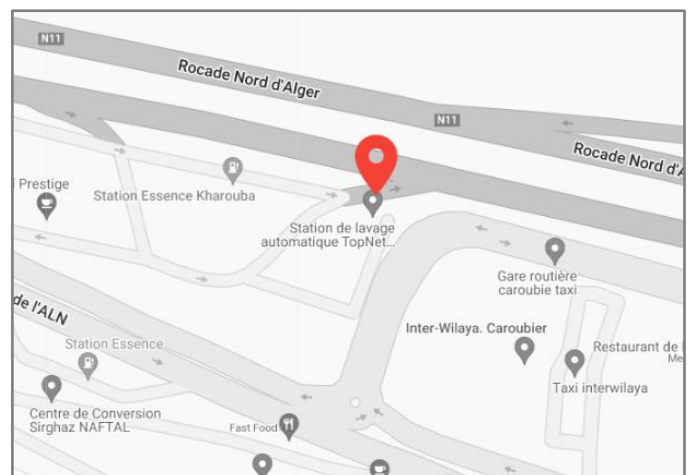 N11
Rocade Nord d'Alger
N11
Rocade Nord d'A
Prestige
Station Essence Kharouba
Station de lavage
automatique TopNet...
Gare routière
caroubie taxi
de l'ALN
Inter-Wilaya. Caroubier
Station Essence
Restaurant de
Me
Taxi interwilaya
Centre de Conversion
Sirghaz NAFTAL
Fast Food